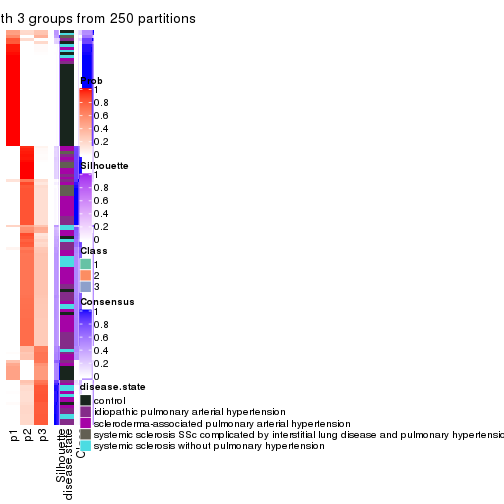 th 3 groups from 250 partitions
Prob
1
0.8
0.6
0.4
0.2
0
Silhouette
1
0.8
0.6
0.4
0.2
0
Class
1
2
3
Consensus
1
0.8
0.6
0.4
0.2
0
disease.state
control
idiopathic pulmonary arterial hypertension
scleroderma-associated pulmonary arterial hypertension
systemic sclerosis SSc complicated by interstitial lung disease and pulmonary hypertensio
systemic sclerosis without pulmonary hypertension
p1
p2
p3
Silhouette
disease.state